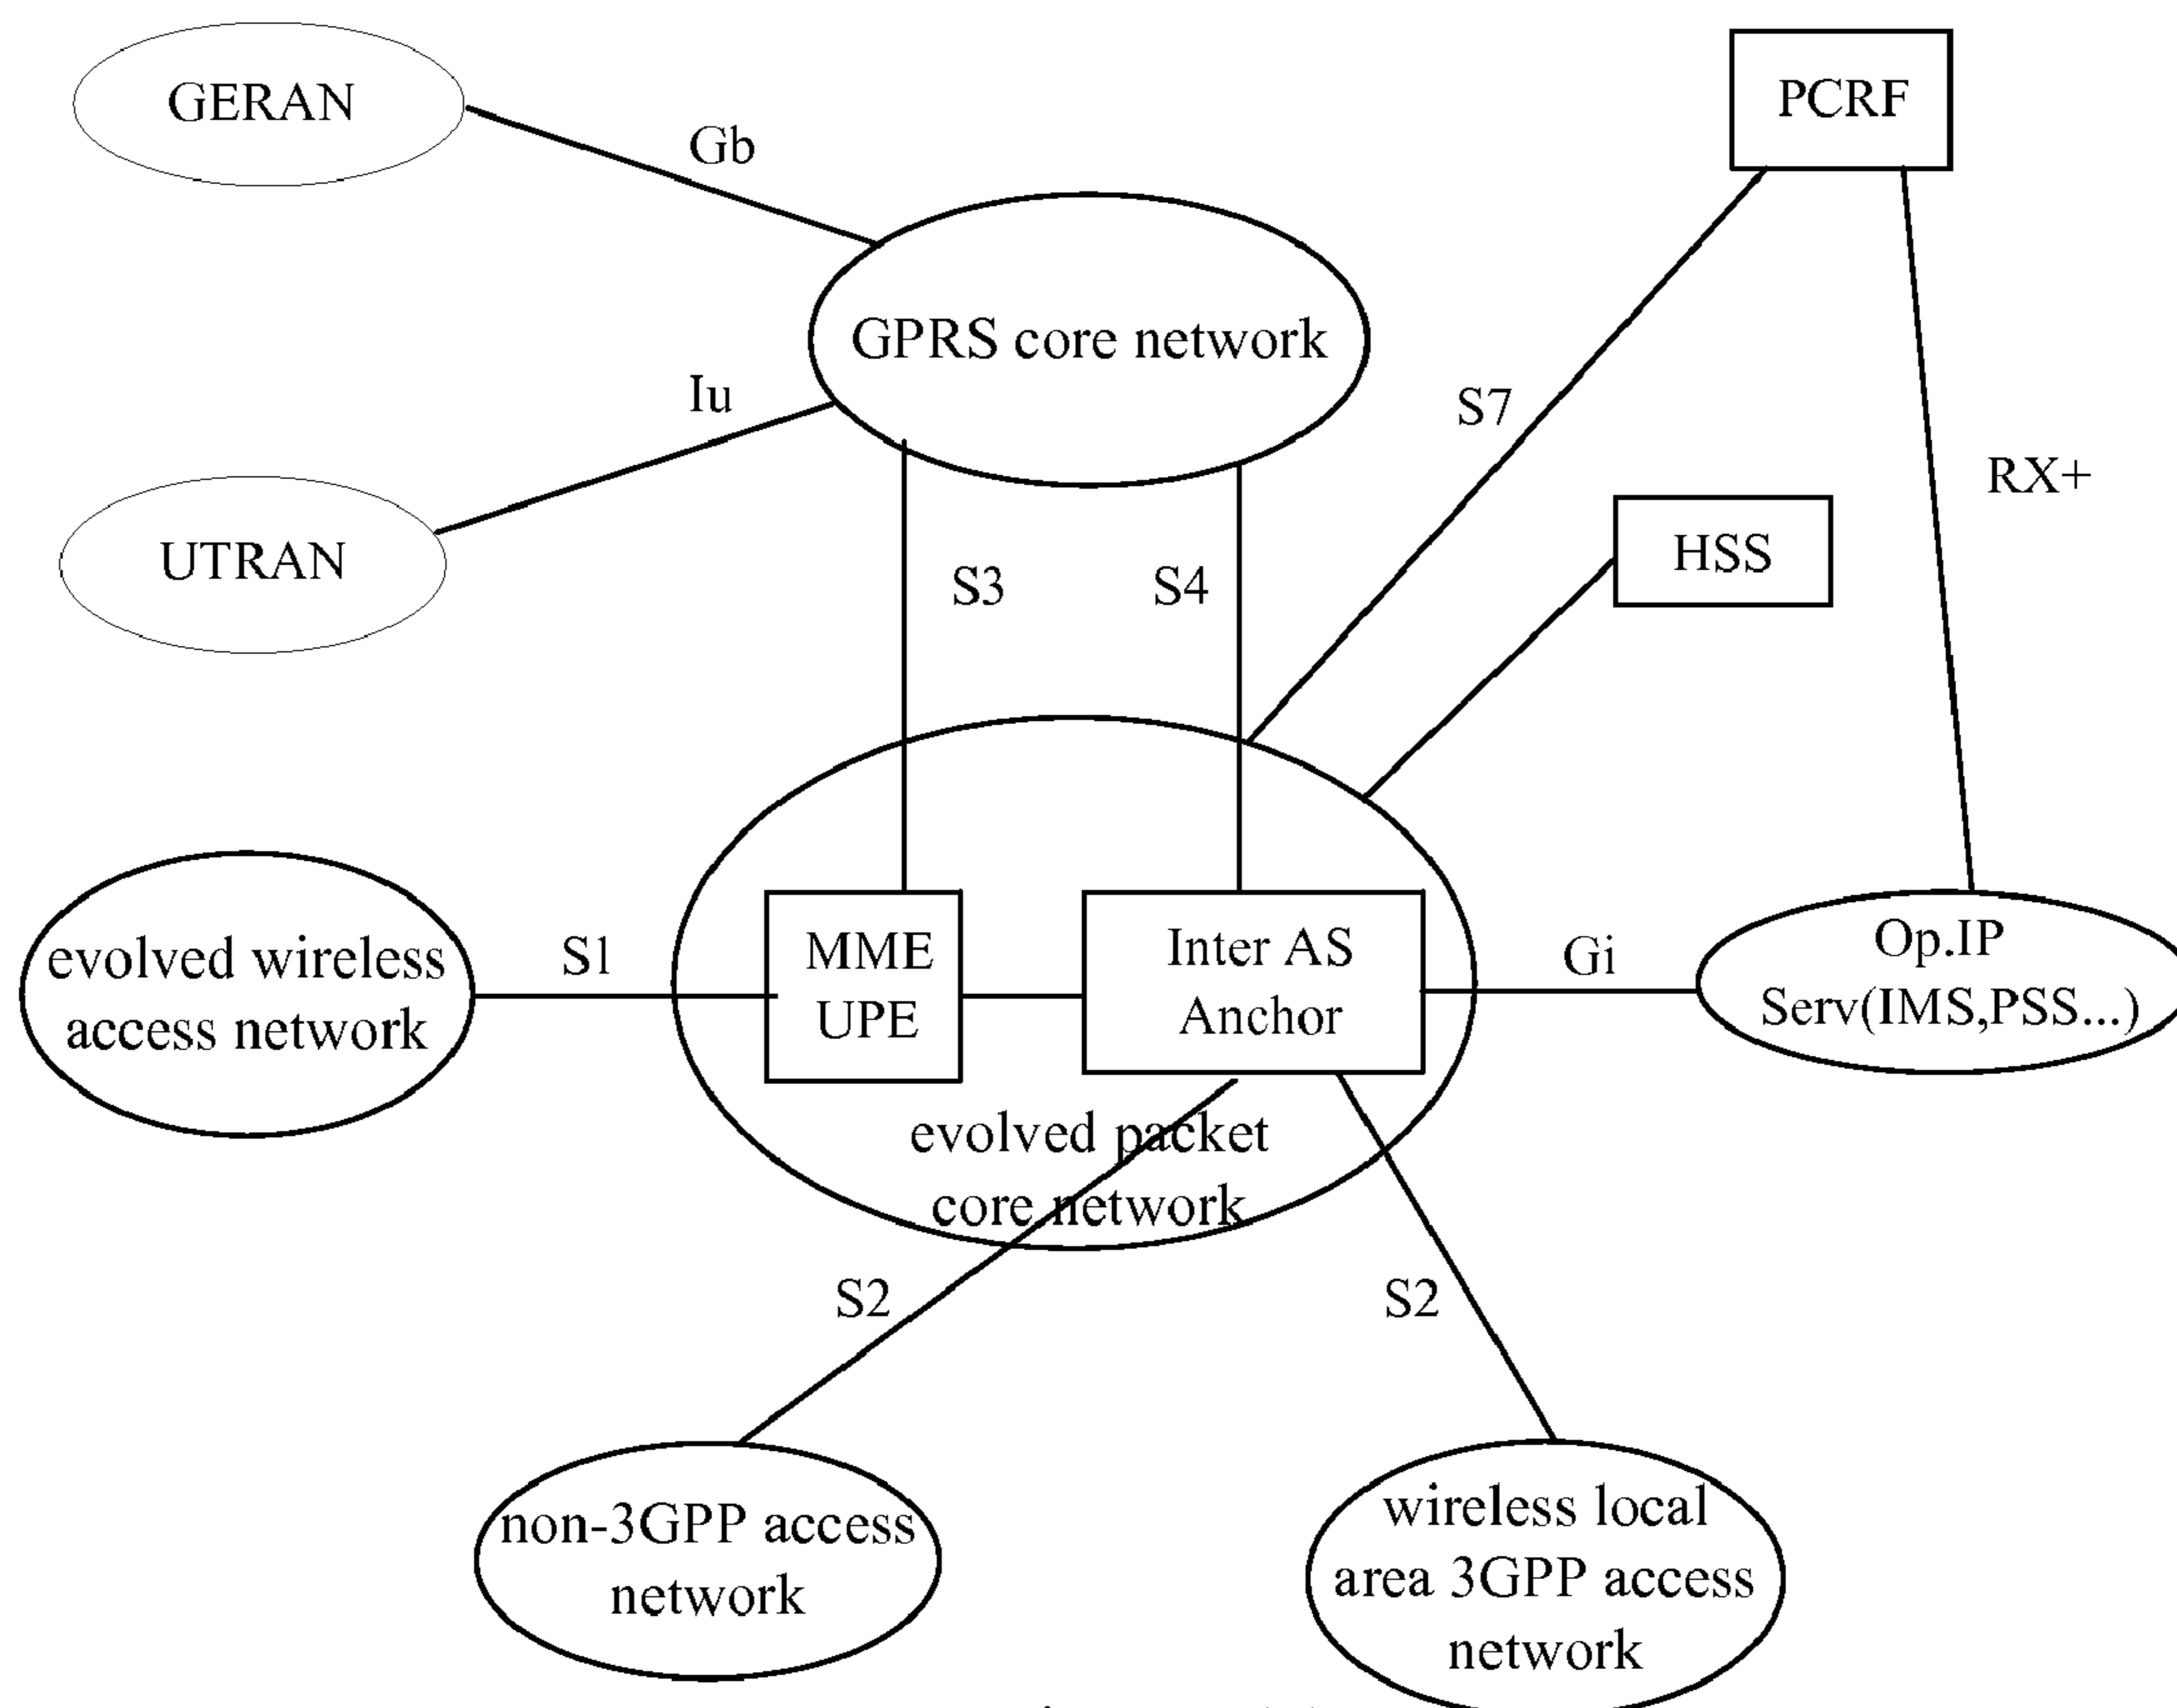 GERAN
PCRF
Gb
GPRS core network
Iu
S7
RX+
UTRAN
HSS
S3
S4
evolved wireless
access network
S1
MME
UPE
Inter AS
Anchor
Gi
Op.IP
Serv(IMS,PSS...)
evolved packet
core network
S2
S2
non-3GPP access
network
wireless local
area 3GPP access
network